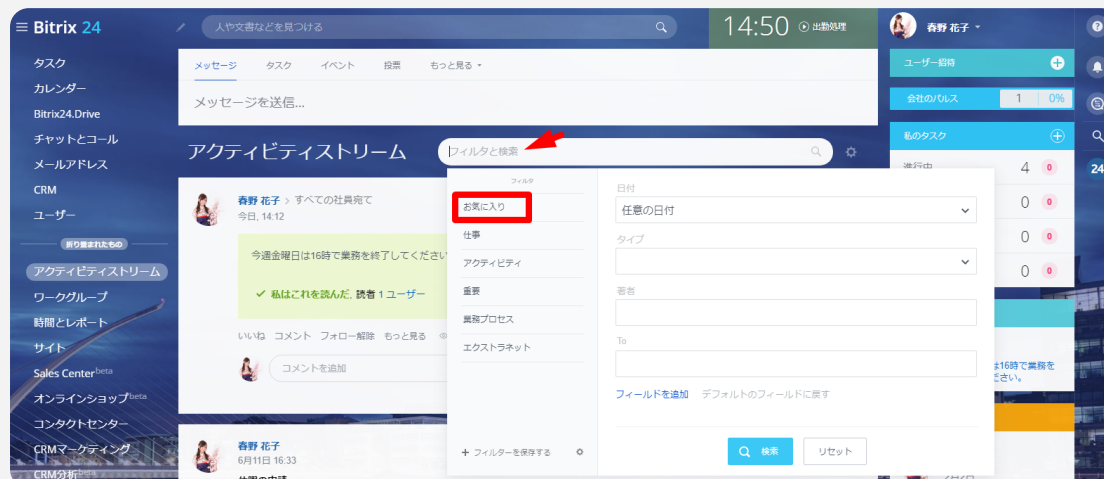 Bitrix 24
人や文書などを見つける
14:50 出勤処理
春野 花子
タスク
カレンダー
Bitrix24.Drive
チャットとコール
メールアドレス
CRM
ユーザー
折り畳まれたもの
アクティビティストリーム
ワークグループ
時間とレポート
サイト
Sales Center beta
オンラインショップ beta
コンタクトセンター
CRMマーケティング
CRM分析 beta
メッセージ タスク イベント 投票 もっと見る
メッセージを送信...
アクティビティストリーム
フィルタと検索
春野 花子 > すべての社員宛て
今日, 14:12
今週金曜日は16時で業務を終了してください
私はこれを読んだ, 読者 1 ユーザー
いいね コメント フォロー解除 もっと見る
コメントを追加
春野 花子
6月11日 16:33
フィルタ
お気に入り
仕事
アクティビティ
重要
業務プロセス
エクストラネット
+ フィルターを保存する
日付
任意の日付
タイプ
著者
To
フィールドを追加 デフォルトのフィールドに戻す
検索 リセット
ユーザー招待
会社のパルス 1 0%
私のタスク
進行中 4 0
0 0
0 0
0 0
は16時で業務を
ださい。
24